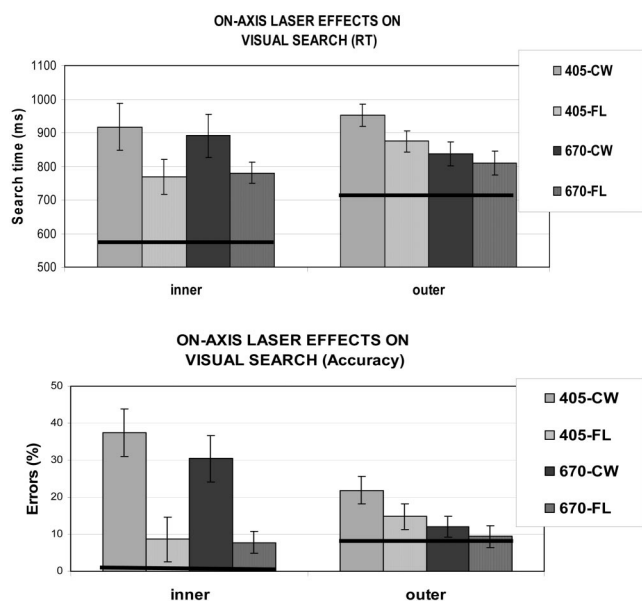 ON-AXIS LASER EFFECTS ON
VISUAL SEARCH (RT)
1100
1000
900
800
700
600
500
Search time (ms)
inner
outer
405-CW
405-FL
670-CW
670-FL
ON-AXIS LASER EFFECTS ON
VISUAL SEARCH (Accuracy)
50
40
30
20
10
0
Errors (%)
inner
outer
405-CW
405-FL
670-CW
670-FL